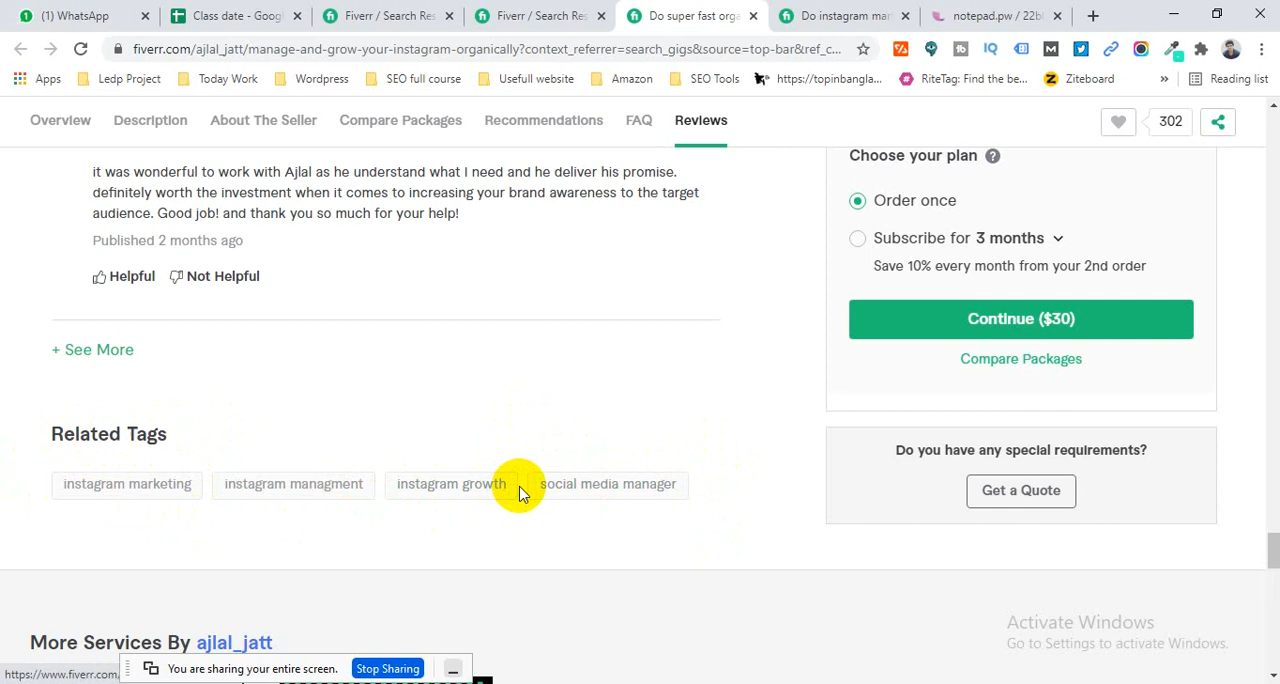 (1) WhatsApp
Class date - Goog
Fiverr / Search Res
Fiverr / Search Res
Do super fast orga
Do instagram mar
notepad.pw / 22b
fiverr.com/ajlal_jatt/manage-and-grow-your-instagram-organically?context_referrer=search_gigs&source=top-bar&ref_c...
Apps
Ledp Project
Today Work
Wordpress
SEO full course
Usefull website
Amazon
SEO Tools
https://topinbangla...
RiteTag: Find the be...
Ziteboard
»
Reading list
Overview
Description
About The Seller
Compare Packages
Recommendations
FAQ
Reviews
302
it was wonderful to work with Ajlal as he understand what I need and he deliver his promise.
definitely worth the investment when it comes to increasing your brand awareness to the target
audience. Good job! and thank you so much for your help!
Published 2 months ago
Helpful
Not Helpful
+ See More
Choose your plan
Order once
Subscribe for 3 months
Save 10% every month from your 2nd order
Continue ($30)
Compare Packages
Related Tags
instagram marketing
instagram managment
instagram growth
social media manager
Do you have any special requirements?
Get a Quote
More Services By ajlal_jatt
Activate Windows
Go to Settings to activate Windows.
https://www.fiverr.com
You are sharing your entire screen.
Stop Sharing